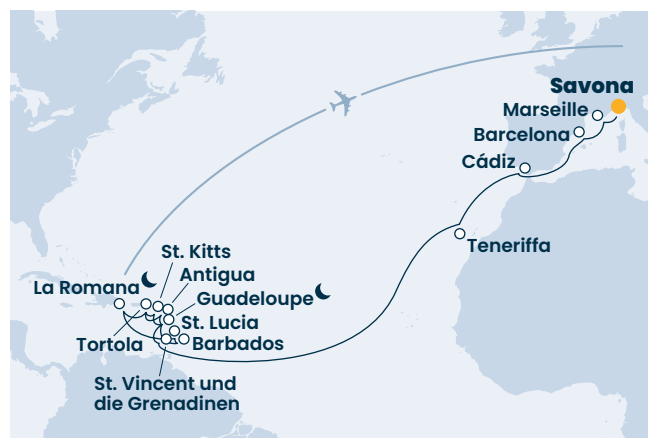 Savona
Marseille
Barcelona
Cádiz
Teneriffa
St. Kitts
Antigua
La Romana
Guadeloupe
St. Lucia
Tortola
Barbados
St. Vincent und
die Grenadinen